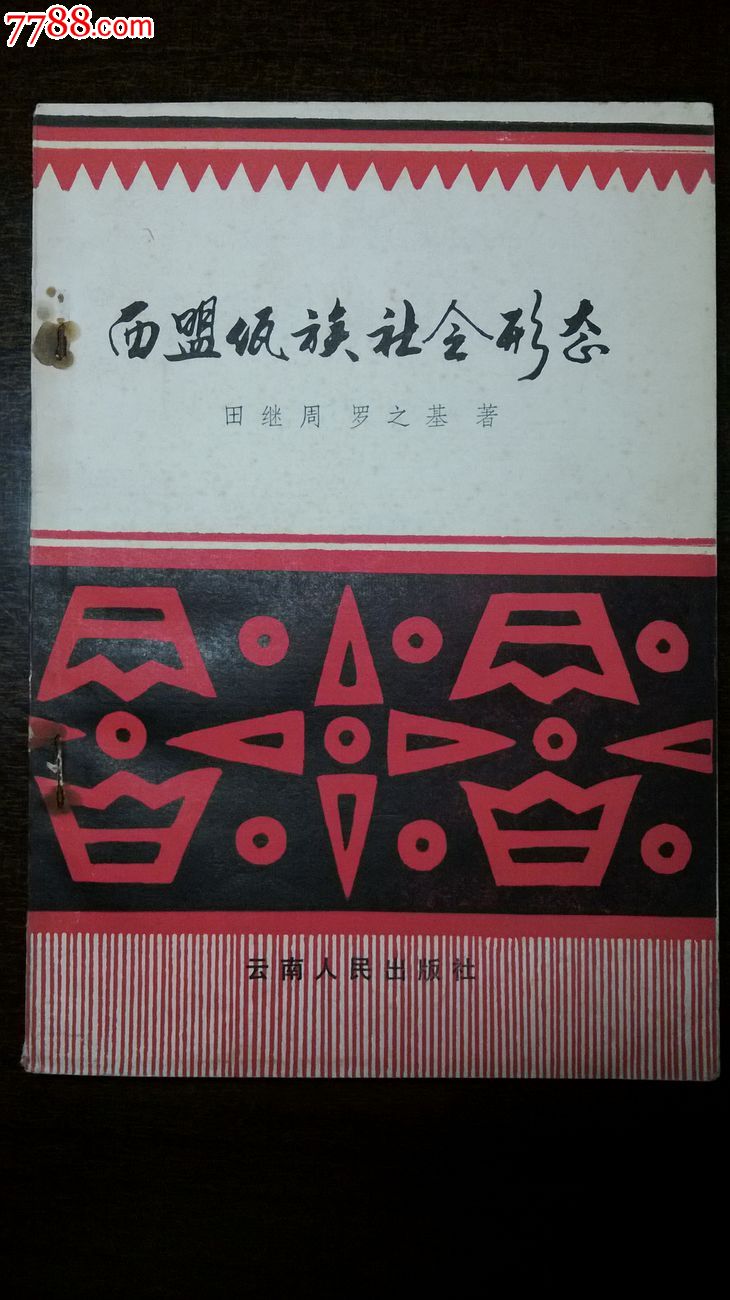 7788.com
西盟佤族社会形态
田继周 罗之基 著
云南人民出版社